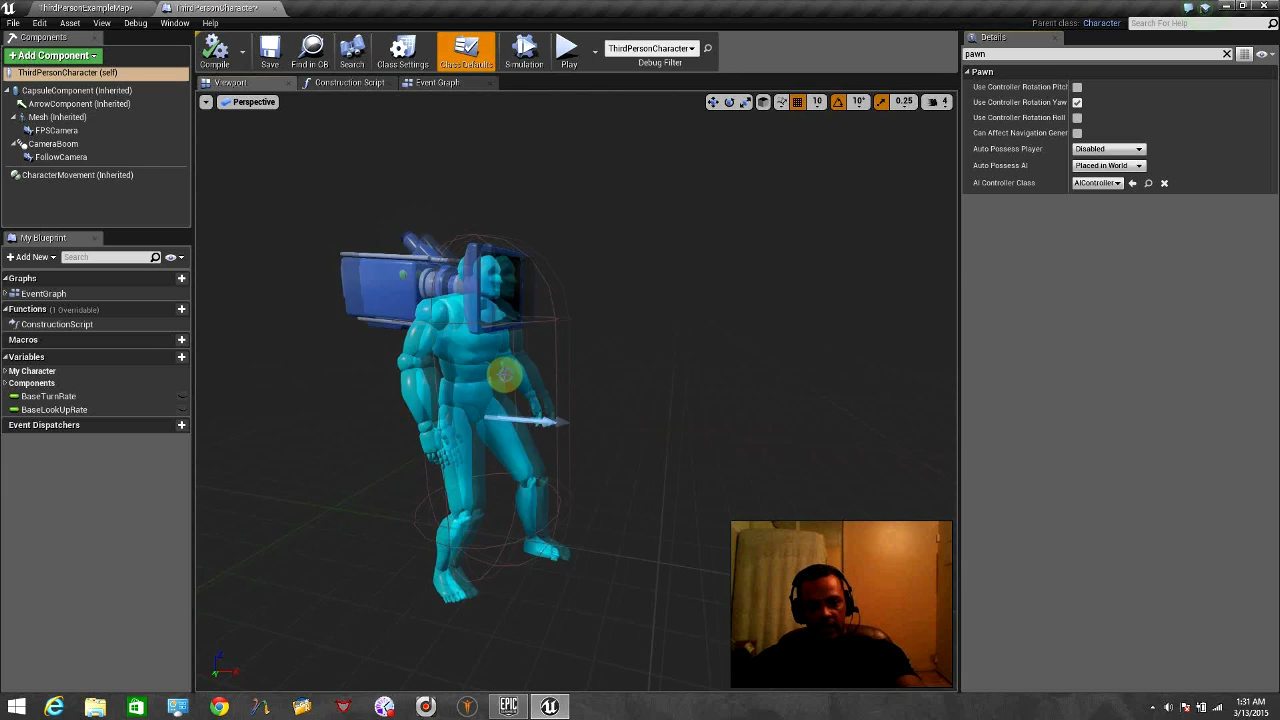 ThirdPersonExampleMap*
ThirdPersonCharacter*
File Edit Asset View Debug Window Help
Parent class: Character
Search For Help
Components
Details
+ Add Component
Compile
Save
Find in CB
Search
Class Settings
Class Defaults
Simulation
Play
ThirdPersonCharacter
Debug Filter
pawn
ThirdPersonCharacter (self)
CapsuleComponent (Inherited)
ArrowComponent (Inherited)
Mesh (Inherited)
FPSCamera
CameraBoom
FollowCamera
CharacterMovement (Inherited)
Viewport
Construction Script
Event Graph
Perspective
10
10°
0.25
4
Pawn
Use Controller Rotation Pitch
Use Controller Rotation Yaw
Use Controller Rotation Roll
Can Affect Navigation Gener
Auto Possess Player
Disabled
Auto Possess AI
Placed in World
AI Controller Class
AIController
My Blueprint
+ Add New
Search
Graphs
EventGraph
Functions (1 Overridable)
ConstructionScript
Macros
Variables
My Character
Components
BaseTurnRate
BaseLookUpRate
Event Dispatchers
EPIC
1:31 AM
3/13/2015